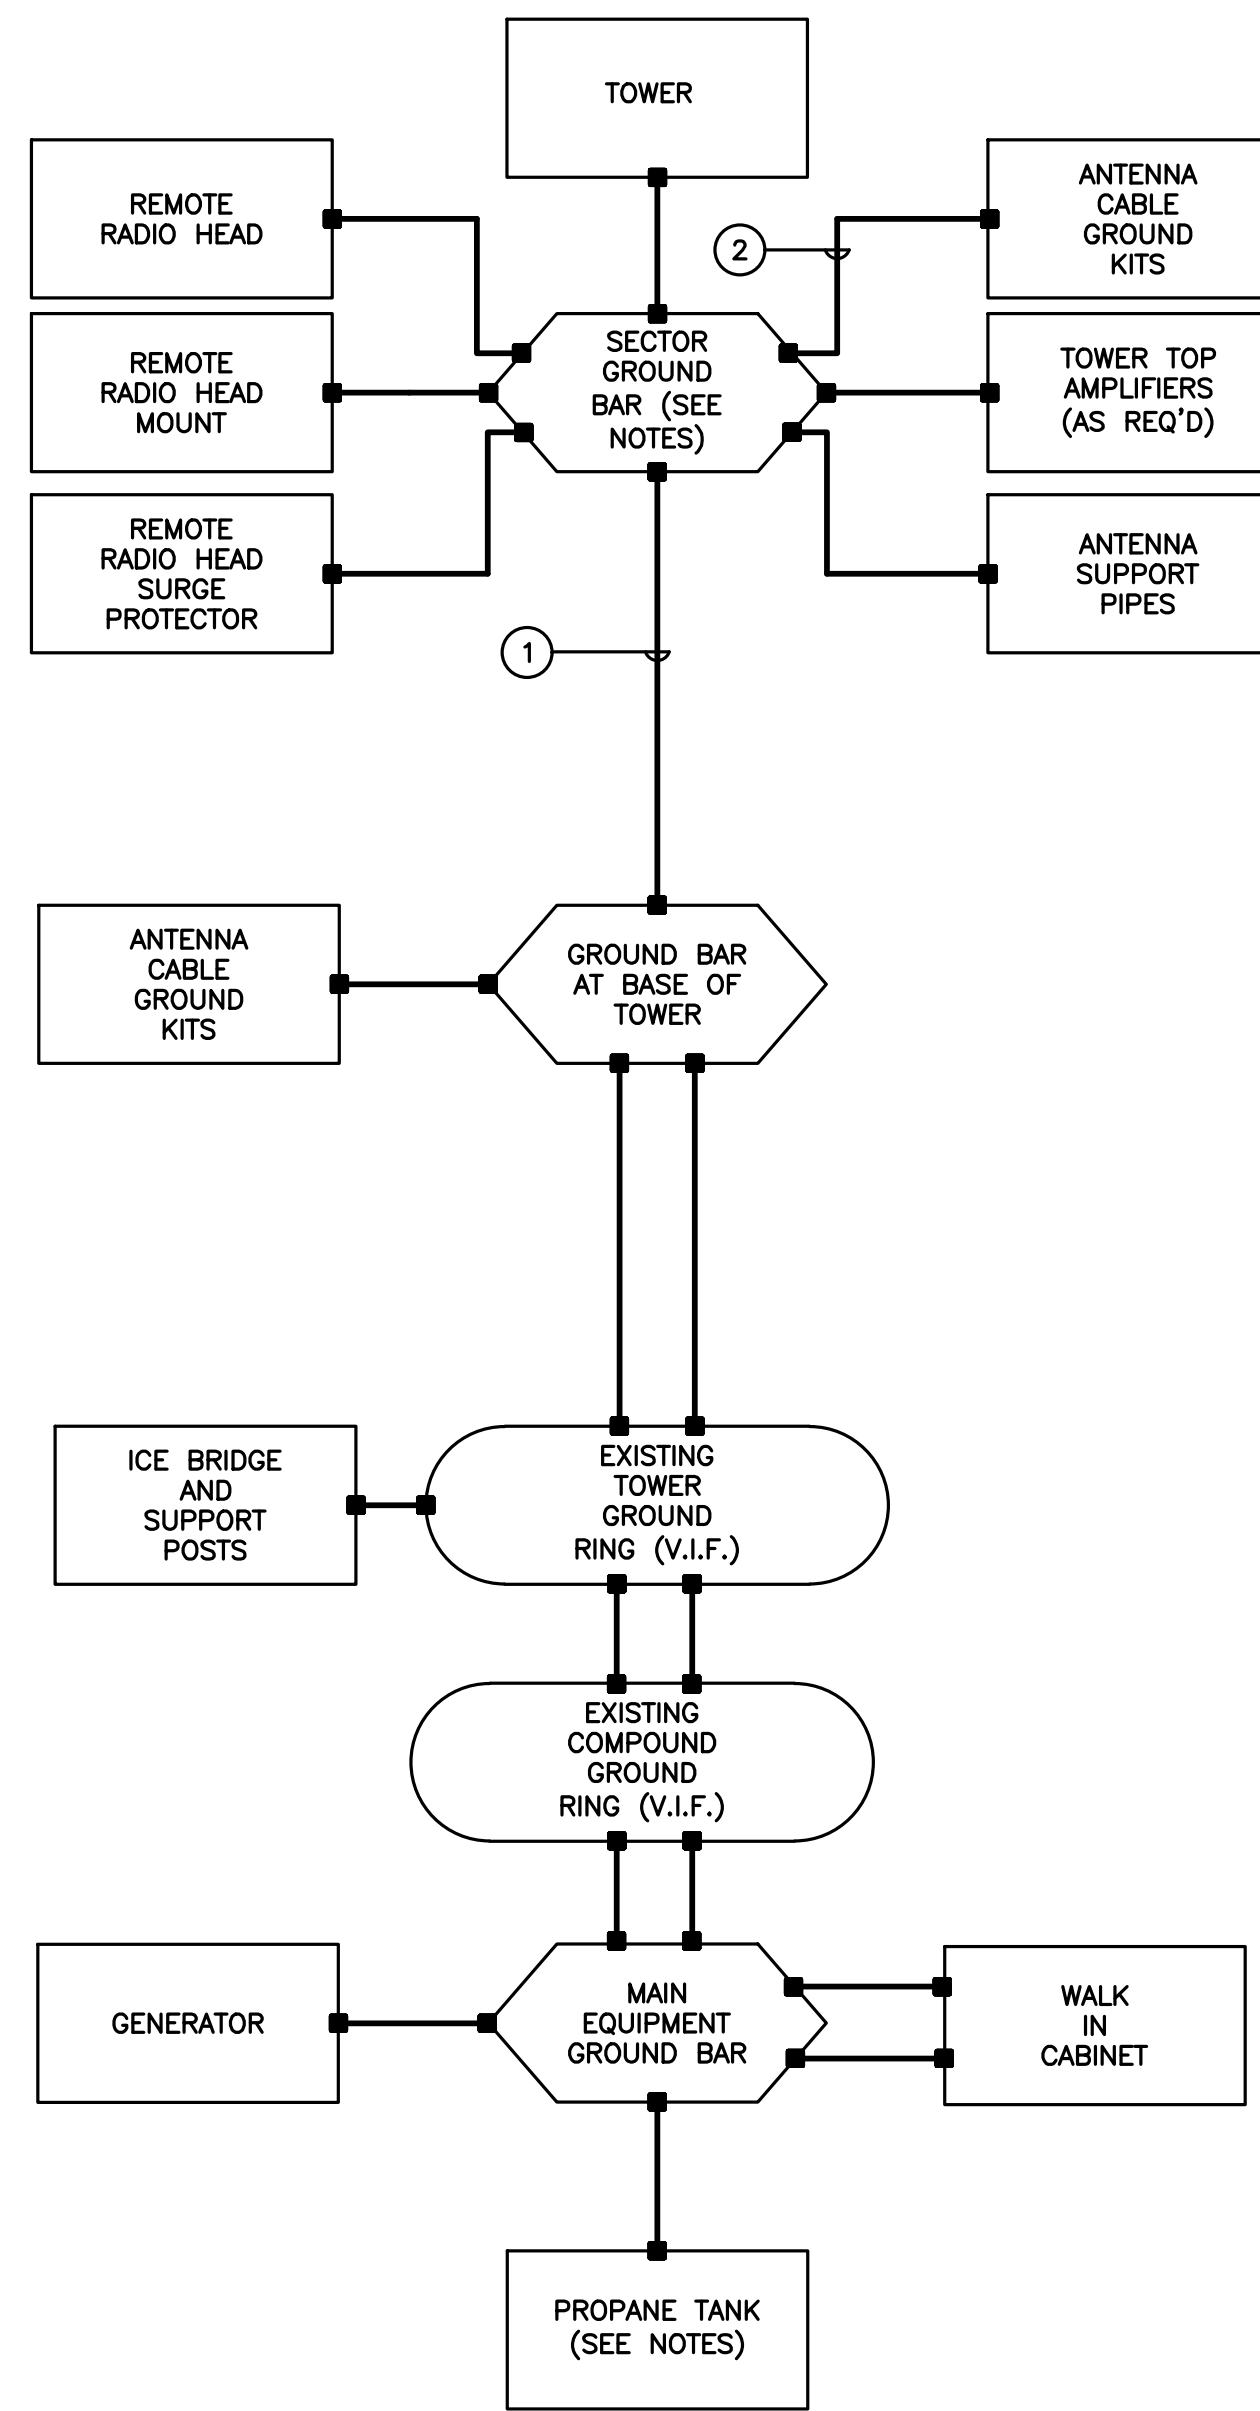 TOWER
REMOTE
RADIO HEAD
2
ANTENNA
CABLE
GROUND
KITS
REMOTE
RADIO HEAD
MOUNT
SECTOR
GROUND
BAR (SEE
NOTES)
TOWER TOP
AMPLIFIERS
(AS REQ'D)
REMOTE
RADIO HEAD
SURGE
PROTECTOR
ANTENNA
SUPPORT
PIPES
1
ANTENNA
CABLE
GROUND
KITS
GROUND BAR
AT BASE OF
TOWER
ICE BRIDGE
AND
SUPPORT
POSTS
EXISTING
TOWER
GROUND
RING (V.I.F.)
EXISTING
COMPOUND
GROUND
RING (V.I.F.)
GENERATOR
MAIN
EQUIPMENT
GROUND BAR
WALK
IN
CABINET
PROPANE TANK
(SEE NOTES)